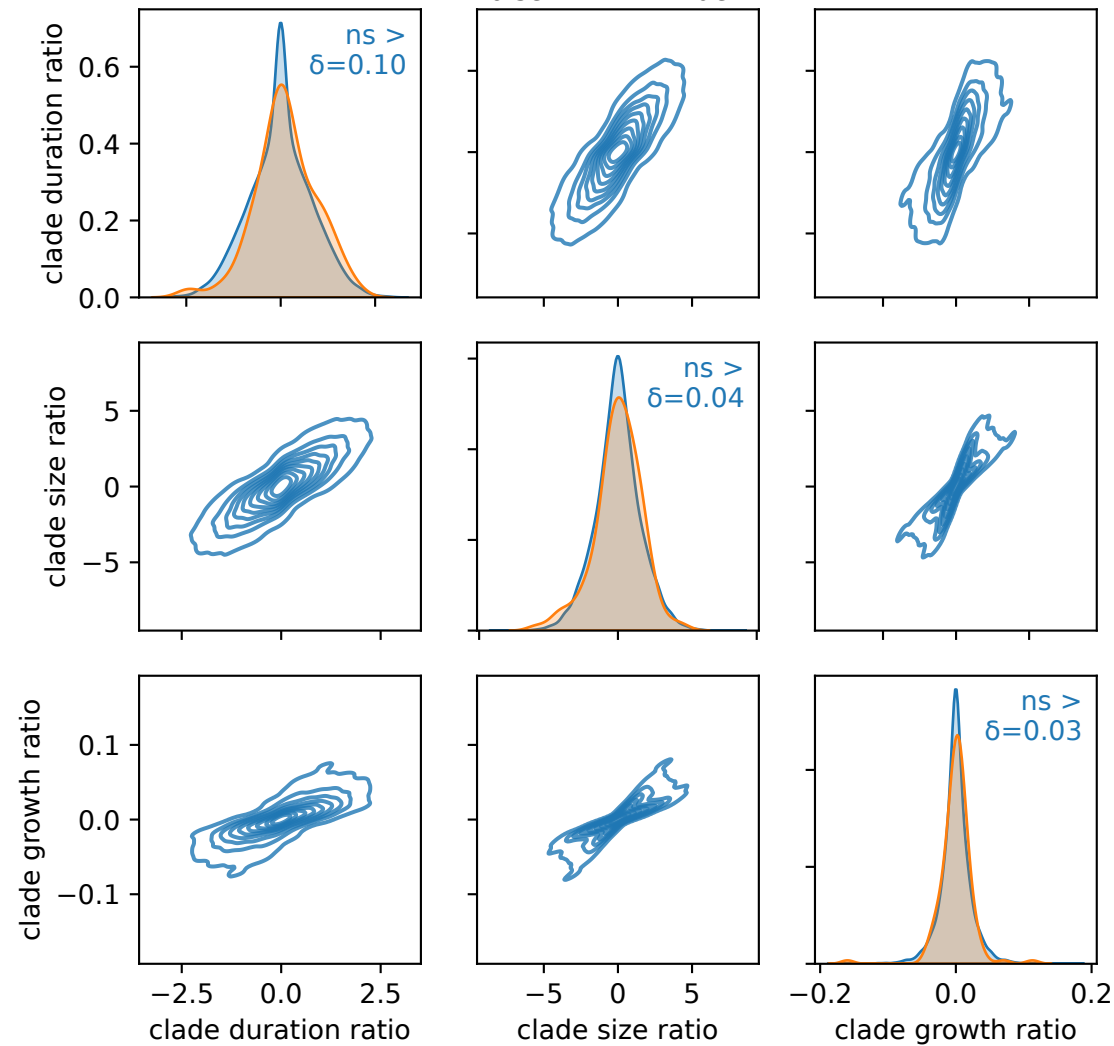 clade duration ratio
0.6
0.4
0.2
0.0
ns >
δ=0.10
clade size ratio
5
0
−5
ns >
δ=0.04
clade growth ratio
0.1
0.0
−0.1
ns >
δ=0.03
−2.5 0.0 2.5
−5 0 5
−0.2 0.0 0.2
clade duration ratio
clade size ratio
clade growth ratio